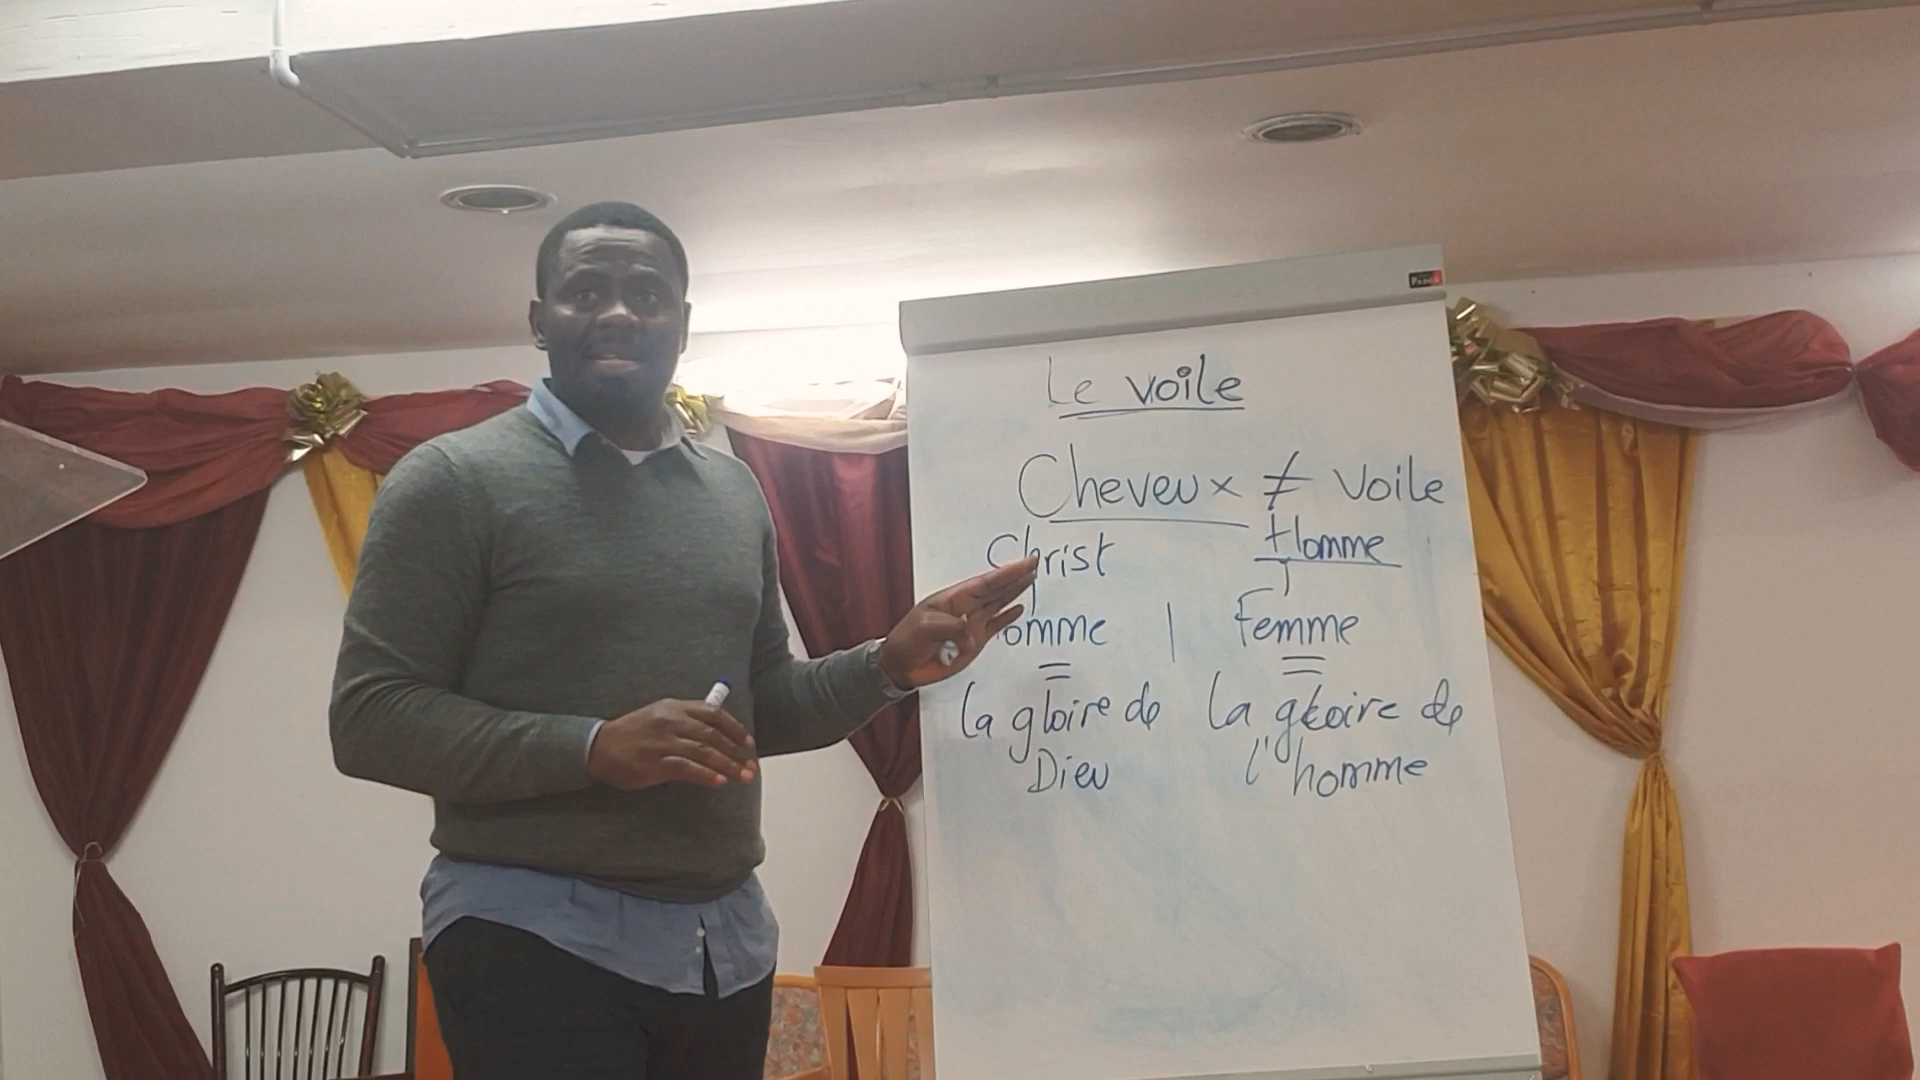 Le voile
Cheveux ≠ Voile
Christ Homme
omme | Femme
= =
la gloire de la gloire de
Dieu l'homme